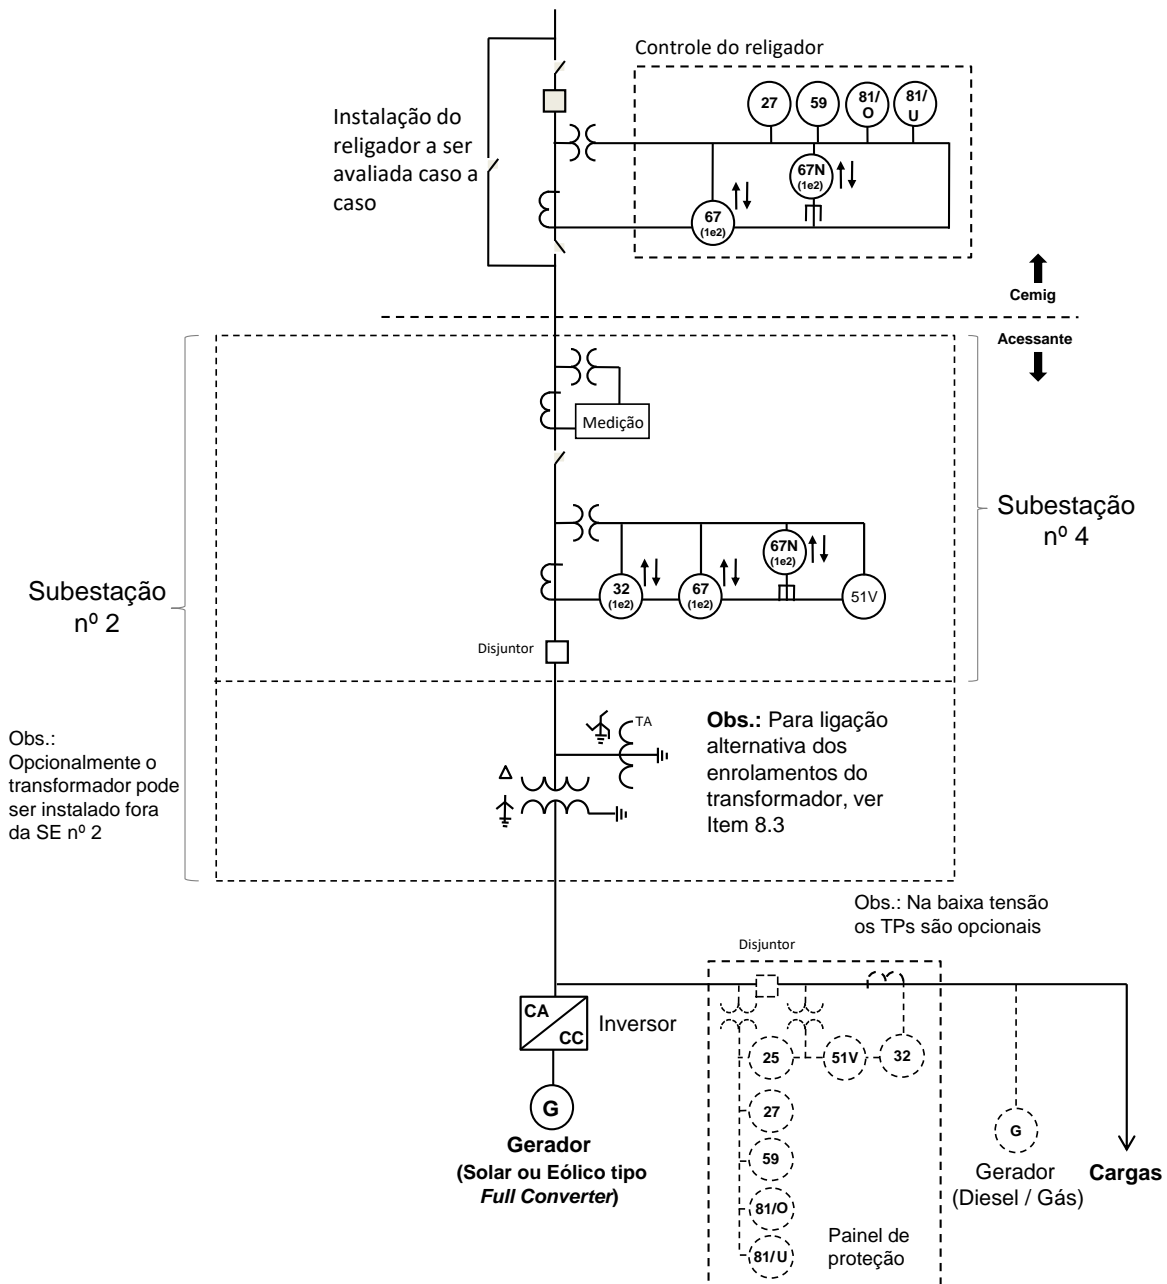 Controle do religador
27
59
81/
O
81/
U
67N
(1e2)
67
(1e2)
Instalação do
religador a ser
avaliada caso a
caso
Cemig
Acessante
Medição
Subestação
nº 4
67N
(1e2)
32
(1e2)
67
(1e2)
51V
Subestação
nº 2
Disjuntor
TA
Obs.: Para ligação
alternativa dos
enrolamentos do
transformador, ver
Item 8.3
Obs.:
Opcionalmente o
transformador pode
ser instalado fora
da SE nº 2
Obs.: Na baixa tensão
os TPs são opcionais
Disjuntor
CA
CC
Inversor
25
51V
32
27
59
81/O
81/U
Painel de
proteção
G
Gerador
(Solar ou Eólico tipo
Full Converter)
G
Gerador
(Diesel / Gás)
Cargas